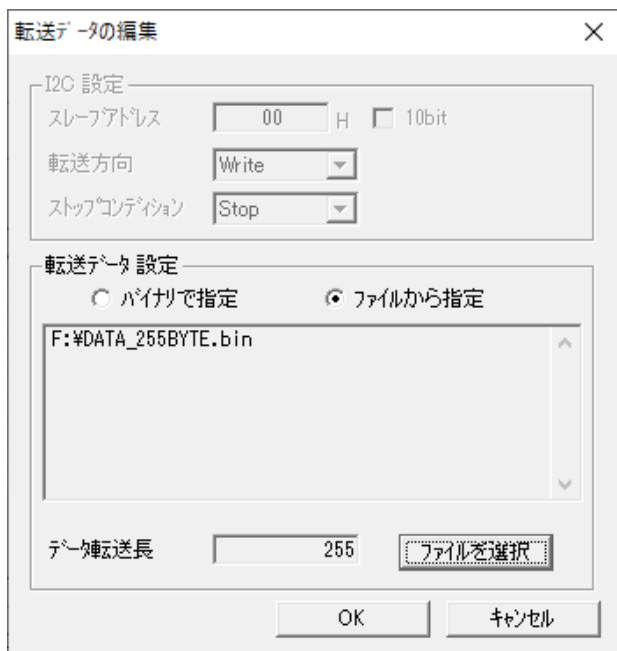 転送ﾃﾞｰﾀの編集
I2C 設定
ｽﾚｰﾌﾞｱﾄﾞﾚｽ 00 H 10bit
転送方向 Write
ｽﾄｯﾌﾟｺﾝﾃﾞｨｼｮﾝ Stop
転送ﾃﾞｰﾀ 設定
ﾊﾞｲﾅﾘで指定 ﾌｧｲﾙから指定
F:¥DATA_255BYTE.bin
ﾃﾞｰﾀ転送長 255 ﾌｧｲﾙを選択
OK ｷｬﾝｾﾙ